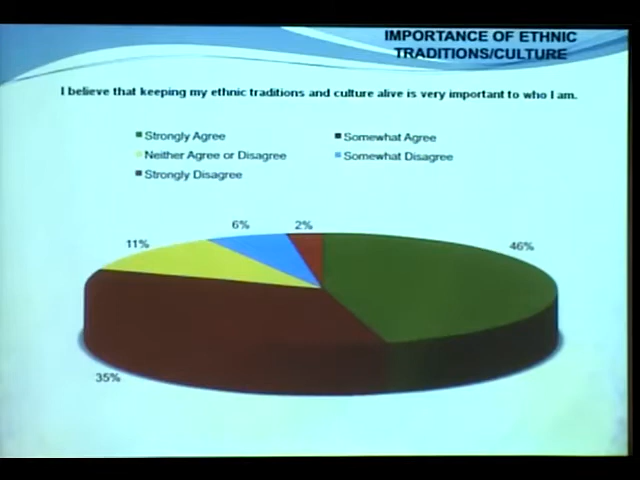 IMPORTANCE OF ETHNIC
TRADITIONS/CULTURE
I believe that keeping my ethnic traditions and culture alive is very important to who I am.
Strongly Agree
Somewhat Agree
Neither Agree or Disagree
Somewhat Disagree
Strongly Disagree
6%
2%
11%
46%
35%